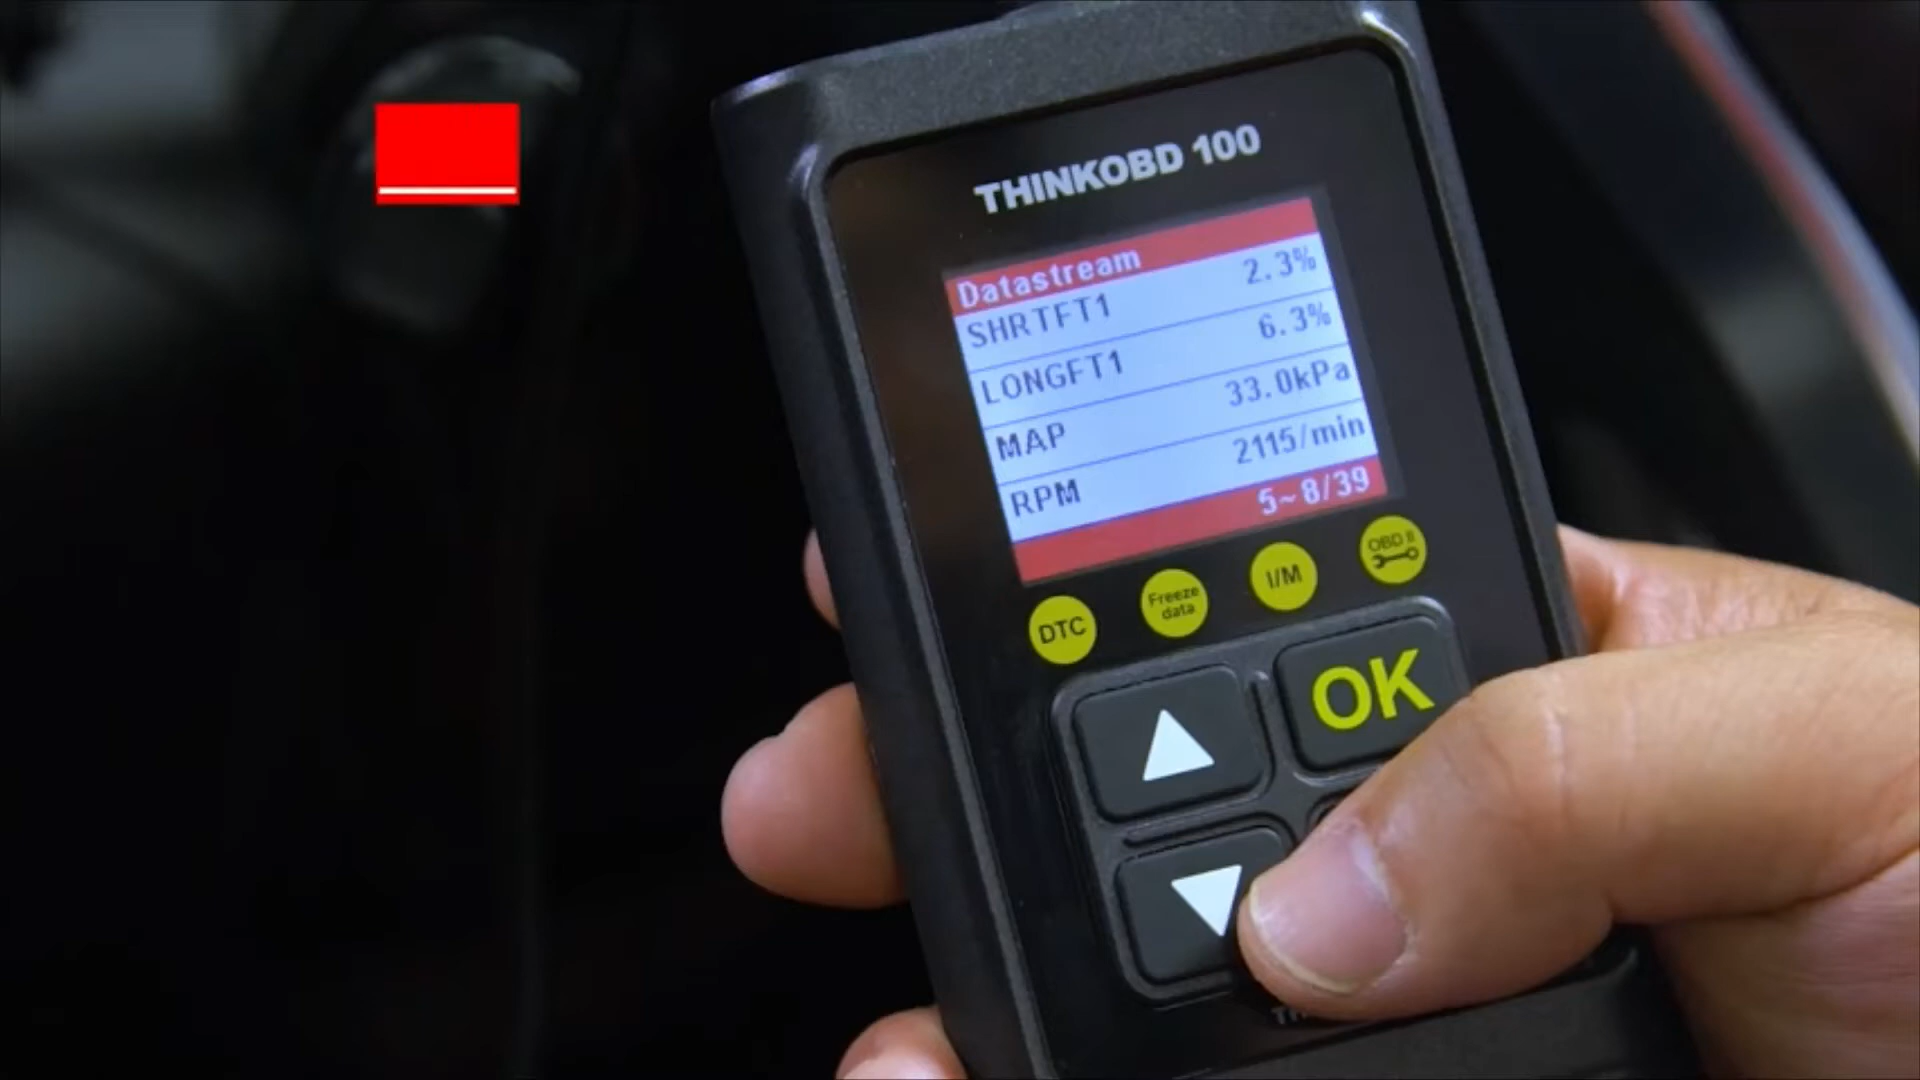 THINKOBD 100
Datastream
SHRTFT1 2.3%
LONGFT1 6.3%
MAP 33.0kPa
RPM 2115/min
5~8/39
DTC
Freeze
data
I/M
OBD II
OK